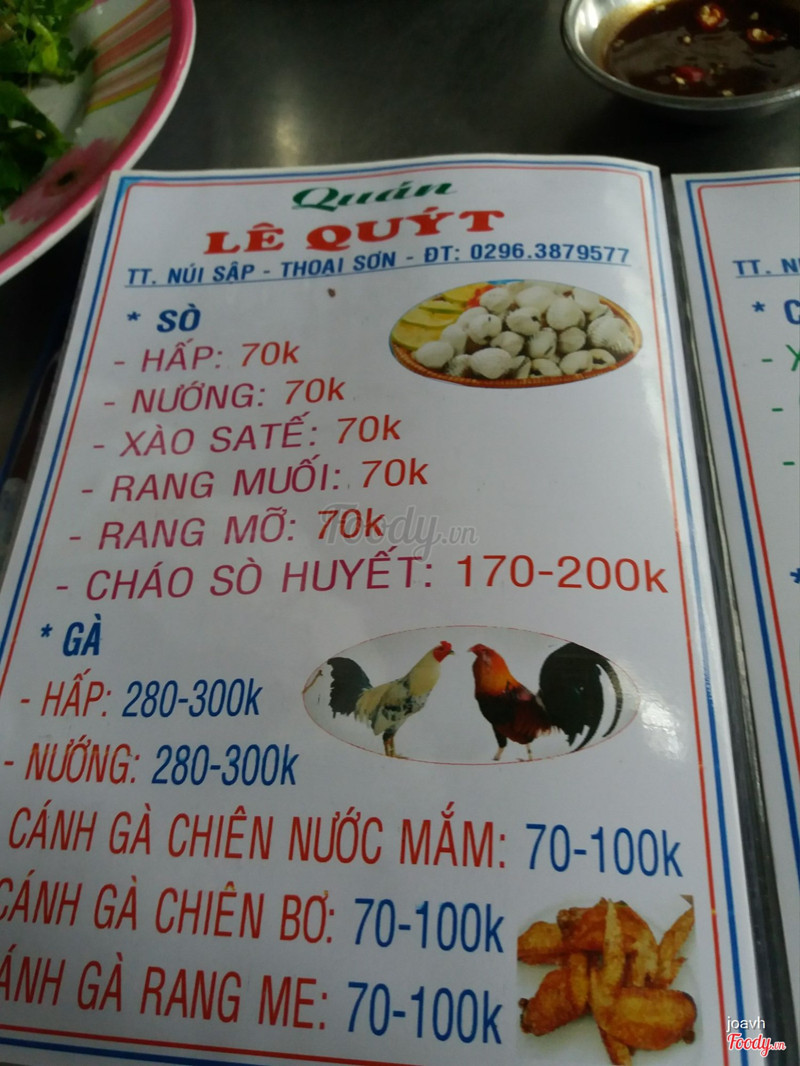 Quán
LÊ QUÝT
TT. NÚI SẬP - THOẠI SƠN - ĐT: 0296.3879577
* SÒ
- HẤP: 70k
- NƯỚNG: 70k
- XÀO SATẾ: 70k
- RANG MUỐI: 70k
- RANG MỠ: 70k
- CHÁO SÒ HUYẾT: 170-200k
* GÀ
- HẤP: 280-300k
- NƯỚNG: 280-300k
CÁNH GÀ CHIÊN NƯỚC MẮM: 70-100k
CÁNH GÀ CHIÊN BƠ: 70-100k
ÁNH GÀ RANG ME: 70-100k
TT. N
* C
-
-
-
*
Foody.vn
joavh
Foody.vn